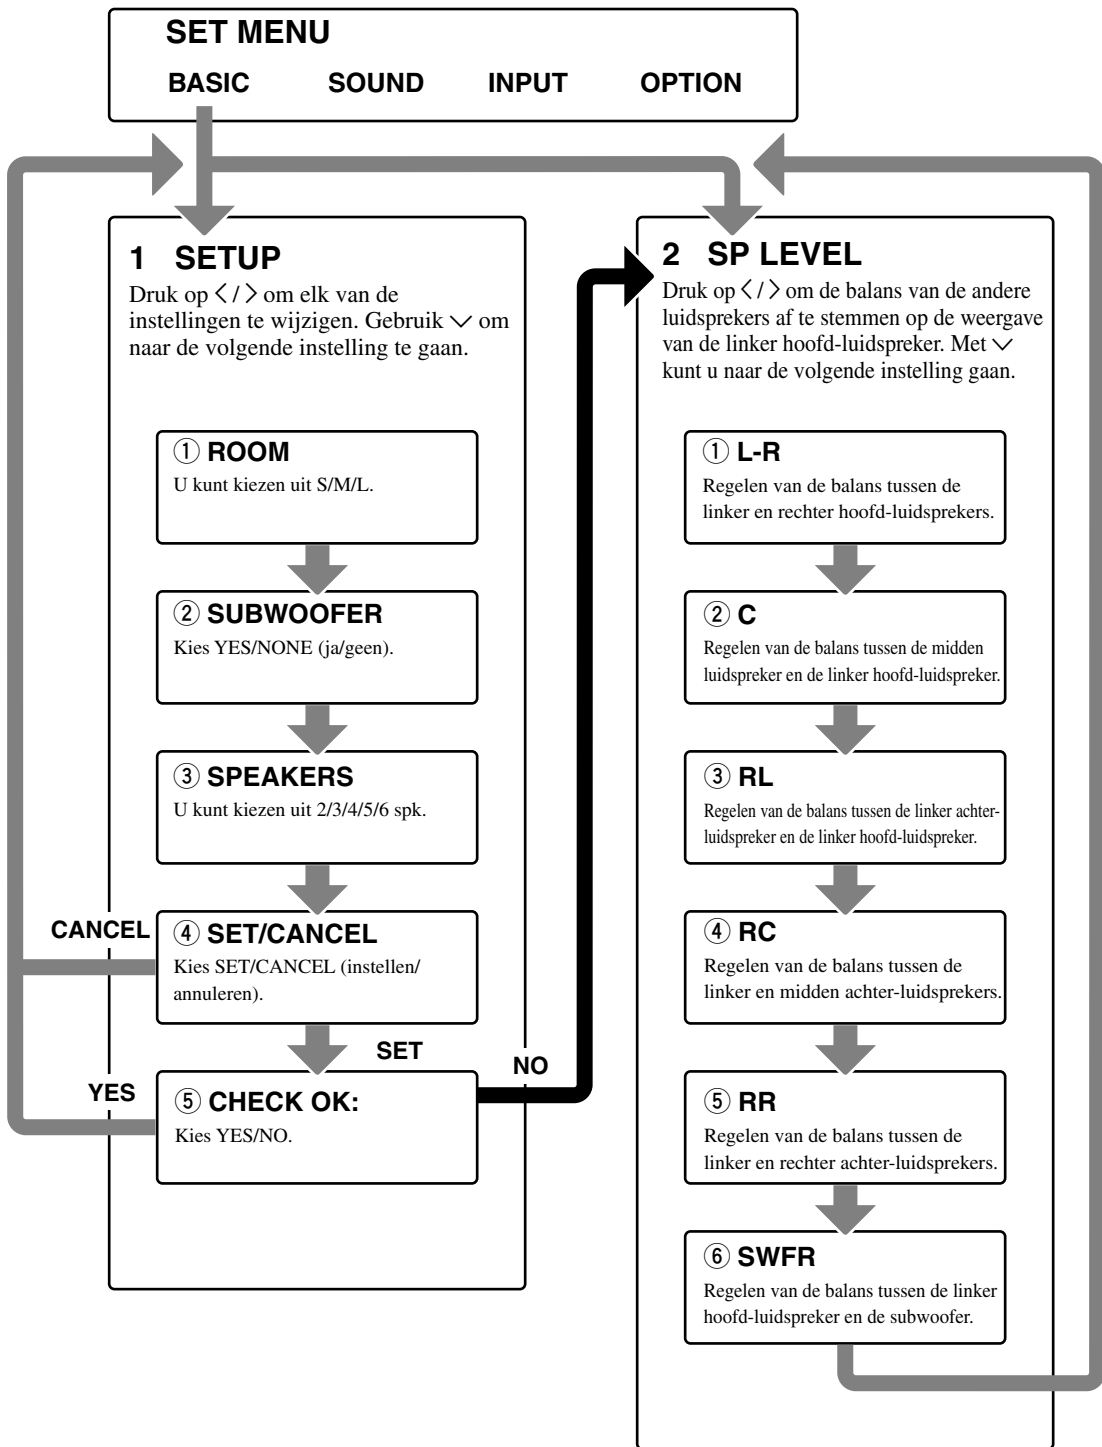 SET MENU
BASIC SOUND INPUT OPTION
1 SETUP
Druk op < / > om elk van de
instellingen te wijzigen. Gebruik ∨ om
naar de volgende instelling te gaan.
① ROOM
U kunt kiezen uit S/M/L.
② SUBWOOFER
Kies YES/NONE (ja/geen).
③ SPEAKERS
U kunt kiezen uit 2/3/4/5/6 spk.
CANCEL
④ SET/CANCEL
Kies SET/CANCEL (instellen/
annuleren).
SET
NO
YES
⑤ CHECK OK:
Kies YES/NO.
2 SP LEVEL
Druk op < / > om de balans van de andere
luidsprekers af te stemmen op de weergave
van de linker hoofd-luidspreker. Met ∨
kunt u naar de volgende instelling gaan.
① L-R
Regelen van de balans tussen de
linker en rechter hoofd-luidsprekers.
② C
Regelen van de balans tussen de midden
luidspreker en de linker hoofd-luidspreker.
③ RL
Regelen van de balans tussen de linker achter-
luidspreker en de linker hoofd-luidspreker.
④ RC
Regelen van de balans tussen de
linker en midden achter-luidsprekers.
⑤ RR
Regelen van de balans tussen de
linker en rechter achter-luidsprekers.
⑥ SWFR
Regelen van de balans tussen de linker
hoofd-luidspreker en de subwoofer.